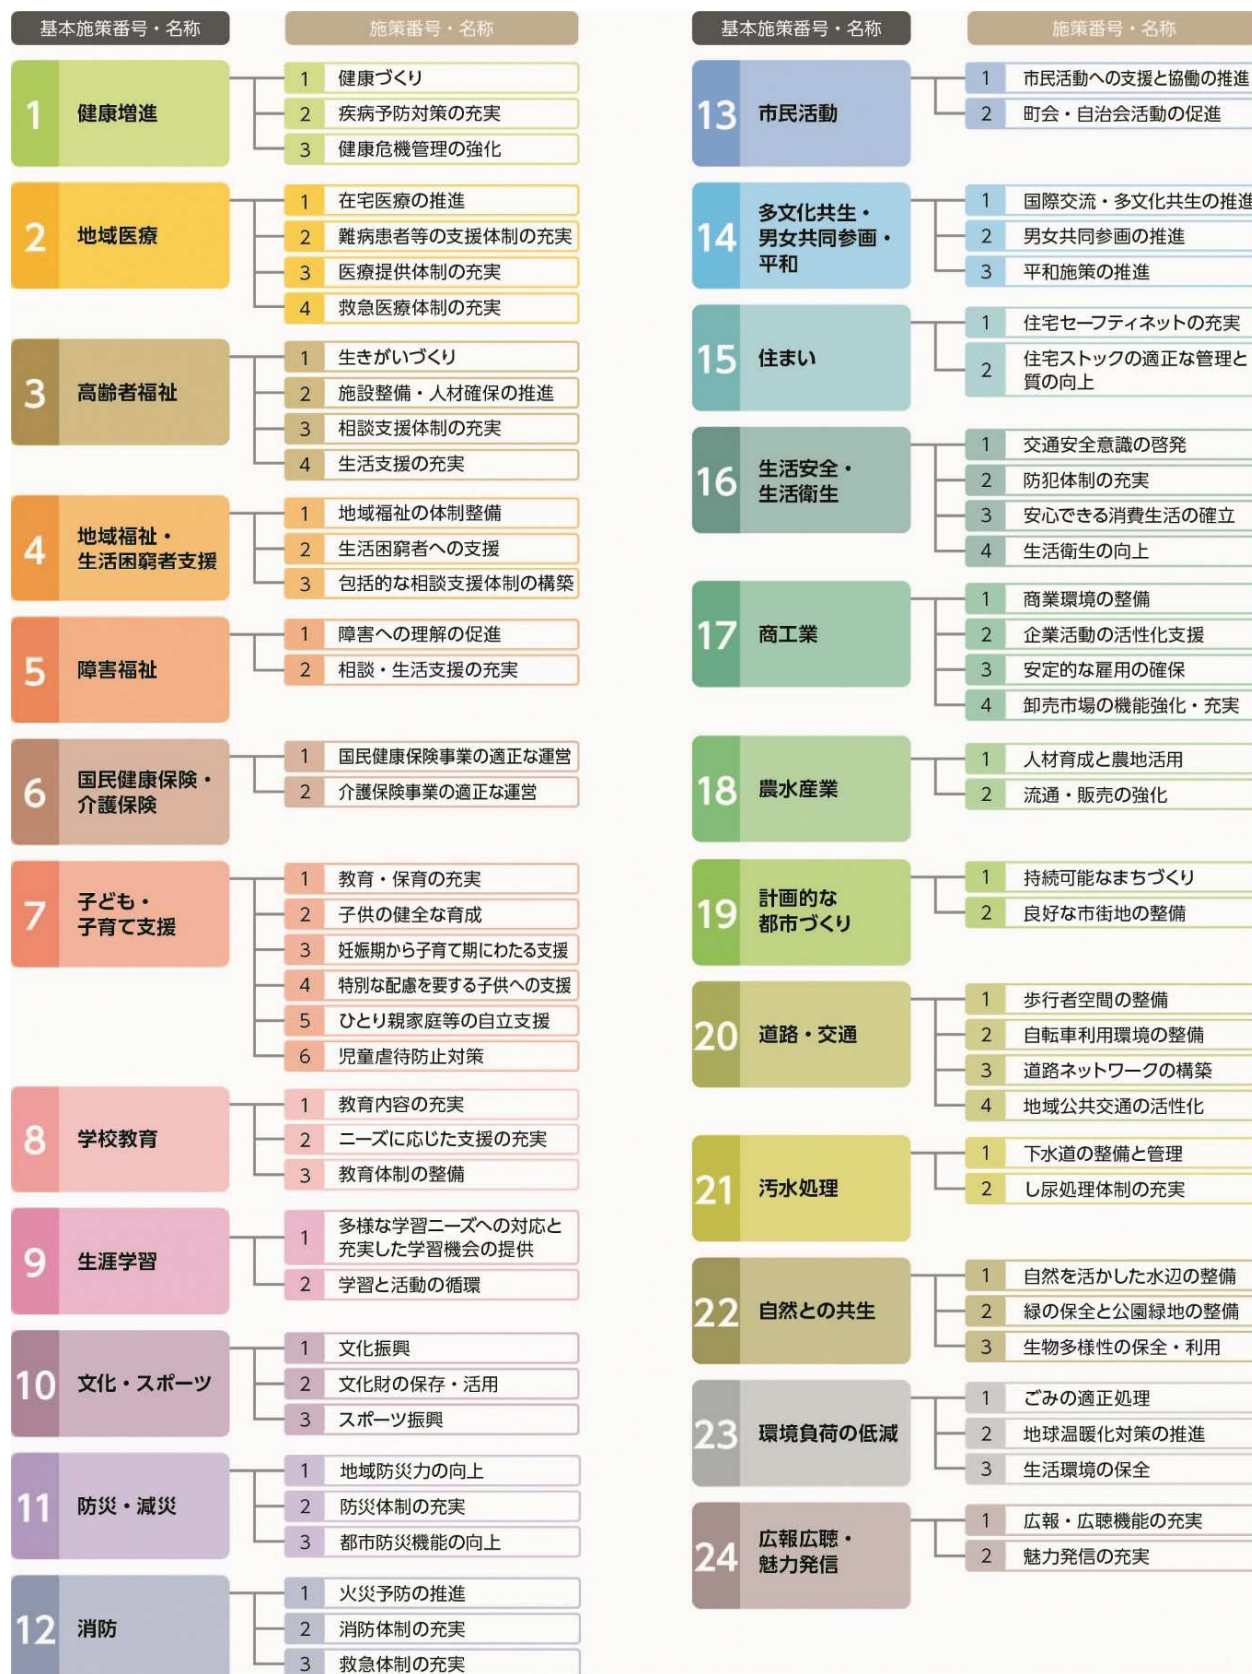 基本施策番号・名称
施策番号・名称
1 健康増進
1 健康づくり
2 疾病予防対策の充実
3 健康危機管理の強化
2 地域医療
1 在宅医療の推進
2 難病患者等の支援体制の充実
3 医療提供体制の充実
4 救急医療体制の充実
3 高齢者福祉
1 生きがいづくり
2 施設整備・人材確保の推進
3 相談支援体制の充実
4 生活支援の充実
4 地域福祉・
生活困窮者支援
1 地域福祉の体制整備
2 生活困窮者への支援
3 包括的な相談支援体制の構築
5 障害福祉
1 障害への理解の促進
2 相談・生活支援の充実
6 国民健康保険・
介護保険
1 国民健康保険事業の適正な運営
2 介護保険事業の適正な運営
7 子ども・
子育て支援
1 教育・保育の充実
2 子供の健全な育成
3 妊娠期から子育て期にわたる支援
4 特別な配慮を要する子供への支援
5 ひとり親家庭等の自立支援
6 児童虐待防止対策
8 学校教育
1 教育内容の充実
2 ニーズに応じた支援の充実
3 教育体制の整備
9 生涯学習
1 多様な学習ニーズへの対応と
充実した学習機会の提供
2 学習と活動の循環
10 文化・スポーツ
1 文化振興
2 文化財の保存・活用
3 スポーツ振興
11 防災・減災
1 地域防災力の向上
2 防災体制の充実
3 都市防災機能の向上
12 消防
1 火災予防の推進
2 消防体制の充実
3 救急体制の充実
基本施策番号・名称
施策番号・名称
13 市民活動
1 市民活動への支援と協働の推進
2 町会・自治会活動の促進
14 多文化共生・
男女共同参画・
平和
1 国際交流・多文化共生の推進
2 男女共同参画の推進
3 平和施策の推進
15 住まい
1 住宅セーフティネットの充実
2 住宅ストックの適正な管理と
質の向上
16 生活安全・
生活衛生
1 交通安全意識の啓発
2 防犯体制の充実
3 安心できる消費生活の確立
4 生活衛生の向上
17 商工業
1 商業環境の整備
2 企業活動の活性化支援
3 安定的な雇用の確保
4 卸売市場の機能強化・充実
18 農水産業
1 人材育成と農地活用
2 流通・販売の強化
19 計画的な
都市づくり
1 持続可能なまちづくり
2 良好な市街地の整備
20 道路・交通
1 歩行者空間の整備
2 自転車利用環境の整備
3 道路ネットワークの構築
4 地域公共交通の活性化
21 汚水処理
1 下水道の整備と管理
2 し尿処理体制の充実
22 自然との共生
1 自然を活かした水辺の整備
2 緑の保全と公園緑地の整備
3 生物多様性の保全・利用
23 環境負荷の低減
1 ごみの適正処理
2 地球温暖化対策の推進
3 生活環境の保全
24 広報広聴・
魅力発信
1 広報・広聴機能の充実
2 魅力発信の充実